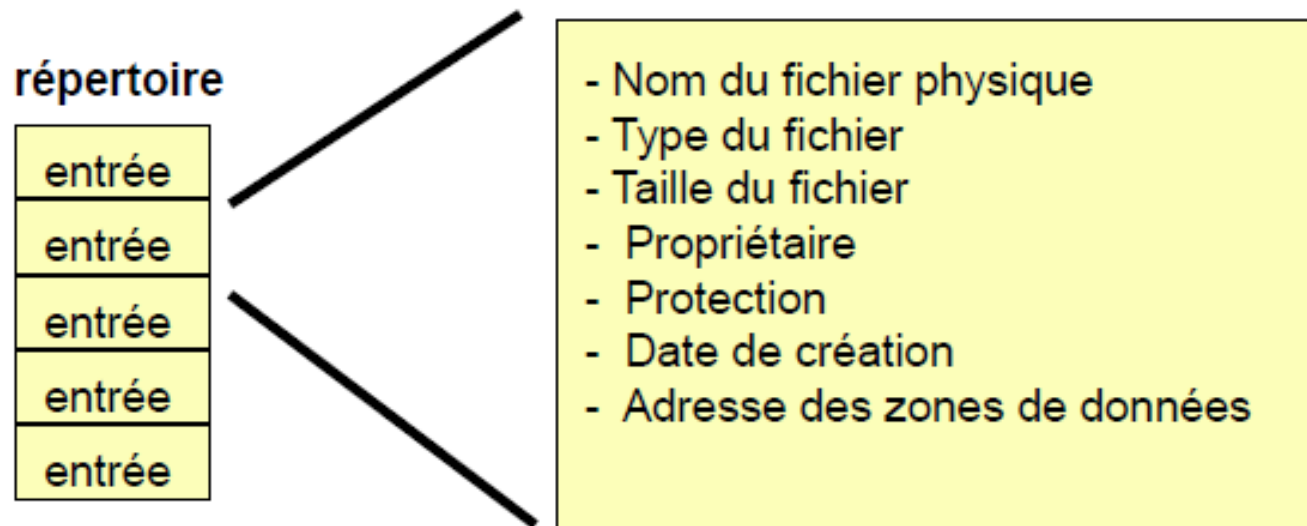 répertoire
entrée
entrée
entrée
entrée
entrée
- Nom du fichier physique
- Type du fichier
- Taille du fichier
- Propriétaire
- Protection
- Date de création
- Adresse des zones de données